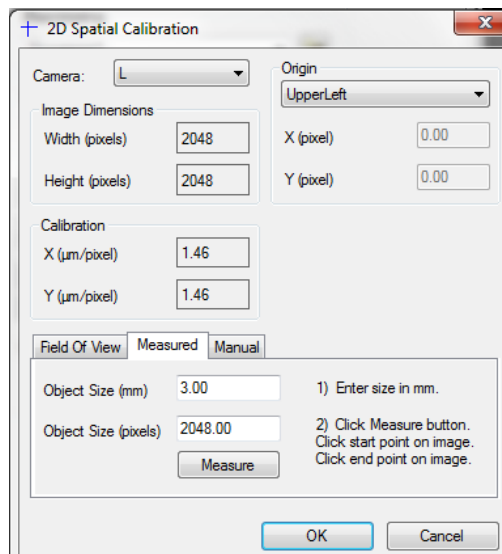 2D Spatial Calibration
Camera: L
Origin
UpperLeft
X (pixel) 0.00
Y (pixel) 0.00
Image Dimensions
Width (pixels) 2048
Height (pixels) 2048
Calibration
X (µm/pixel) 1.46
Y (µm/pixel) 1.46
Field Of View Measured Manual
Object Size (mm) 3.00
Object Size (pixels) 2048.00
Measure
1) Enter size in mm.
2) Click Measure button.
Click start point on image.
Click end point on image.
OK Cancel